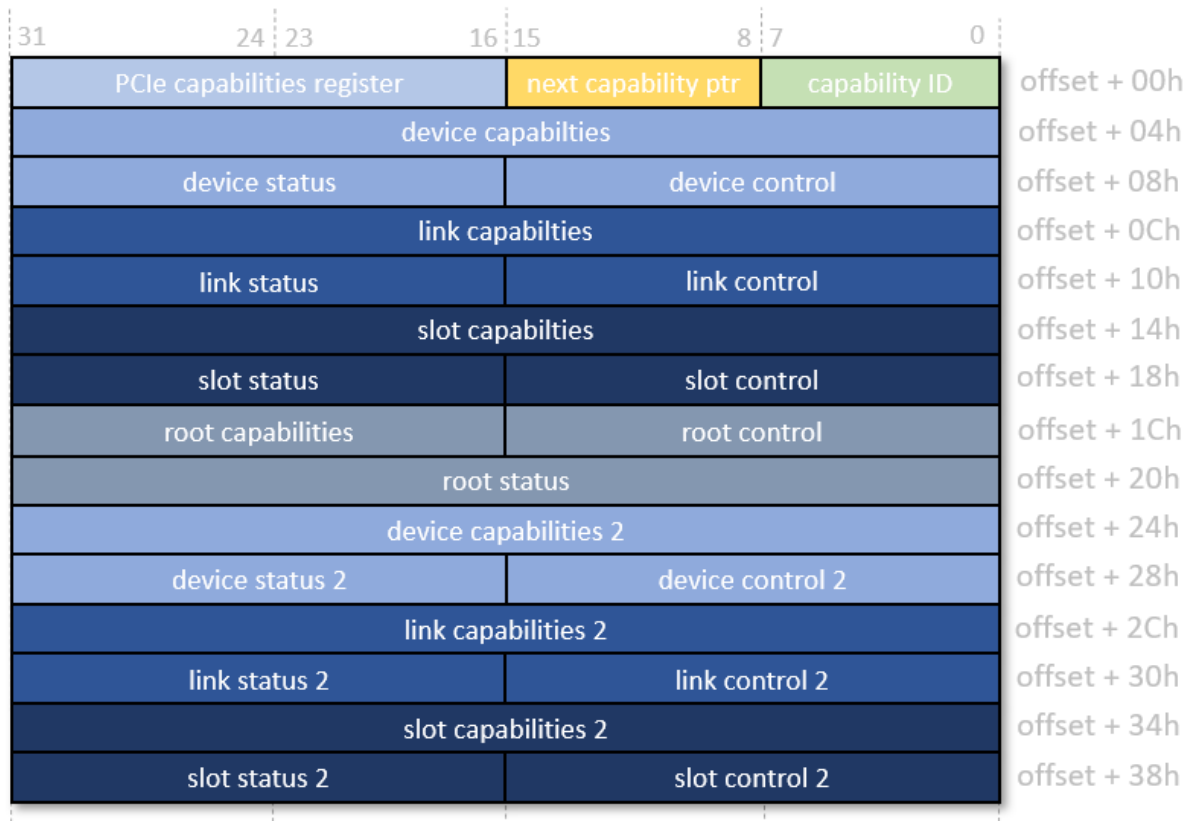 31 24 23 16 15 8 7 0
PCIe capabilities register next capability ptr capability ID offset + 00h
device capabilties offset + 04h
device status device control offset + 08h
link capabilties offset + 0Ch
link status link control offset + 10h
slot capabilties offset + 14h
slot status slot control offset + 18h
root capabilities root control offset + 1Ch
root status offset + 20h
device capabilities 2 offset + 24h
device status 2 device control 2 offset + 28h
link capabilities 2 offset + 2Ch
link status 2 link control 2 offset + 30h
slot capabilities 2 offset + 34h
slot status 2 slot control 2 offset + 38h